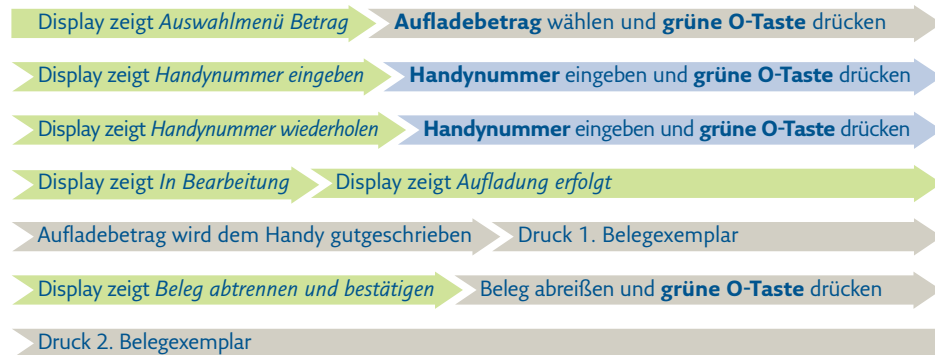 Display zeigt Auswahlmenü Betrag Aufladebetrag wählen und grüne O-Taste drücken
Display zeigt Handynummer eingeben Handynummer eingeben und grüne O-Taste drücken
Display zeigt Handynummer wiederholen Handynummer eingeben und grüne O-Taste drücken
Display zeigt In Bearbeitung Display zeigt Aufladung erfolgt
Aufladebetrag wird dem Handy gutgeschrieben Druck 1. Belegexemplar
Display zeigt Beleg abtrennen und bestätigen Beleg abreißen und grüne O-Taste drücken
Druck 2. Belegexemplar